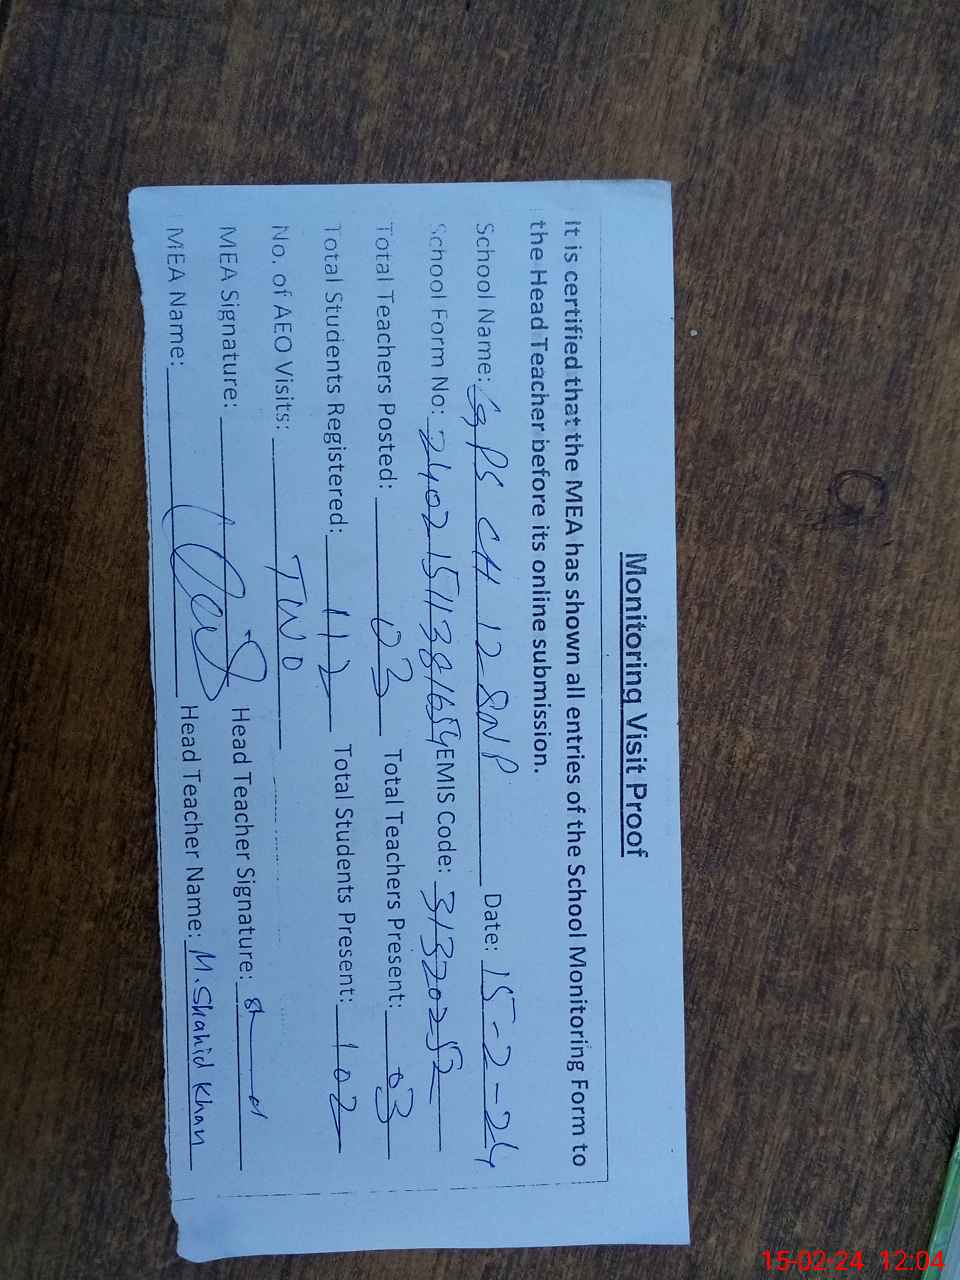 Monitoring Visit Proof
It is certified that the MEA has shown all entries of the School Monitoring Form to
the Head Teacher before its online submission.
School Name: GPS CH 128NP Date: 15-2-24
School Form No: 24021511381654 EMIS Code: 31320252
Total Teachers Posted: 03 Total Teachers Present: 03
Total Students Registered: 112 Total Students Present: 102
No. of AEO Visits: TWO
MEA Signature: Head Teacher Signature:
MEA Name: Head Teacher Name: M. Shahid Khan
15-02-24 12:04